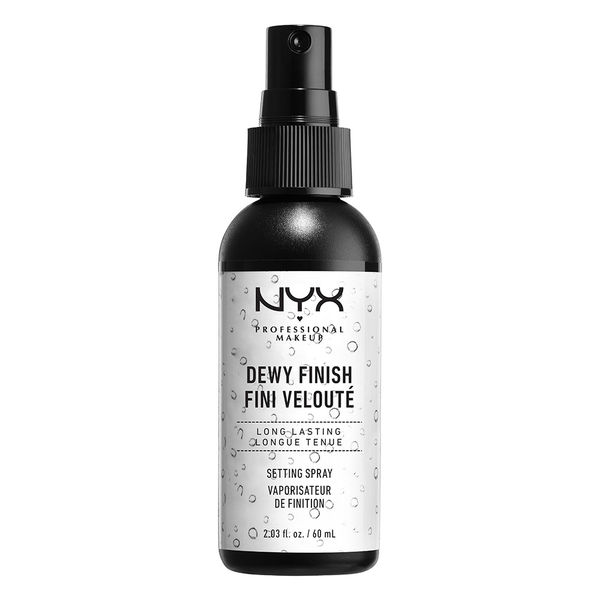 NYX
PROFESSIONAL
MAKEUP
DEWY FINISH
FINI VELOUTÉ
LONG LASTING
LONGUE TENUE
SETTING SPRAY
VAPORISATEUR
DE FINITION
2.03 fl. oz. / 60 mL